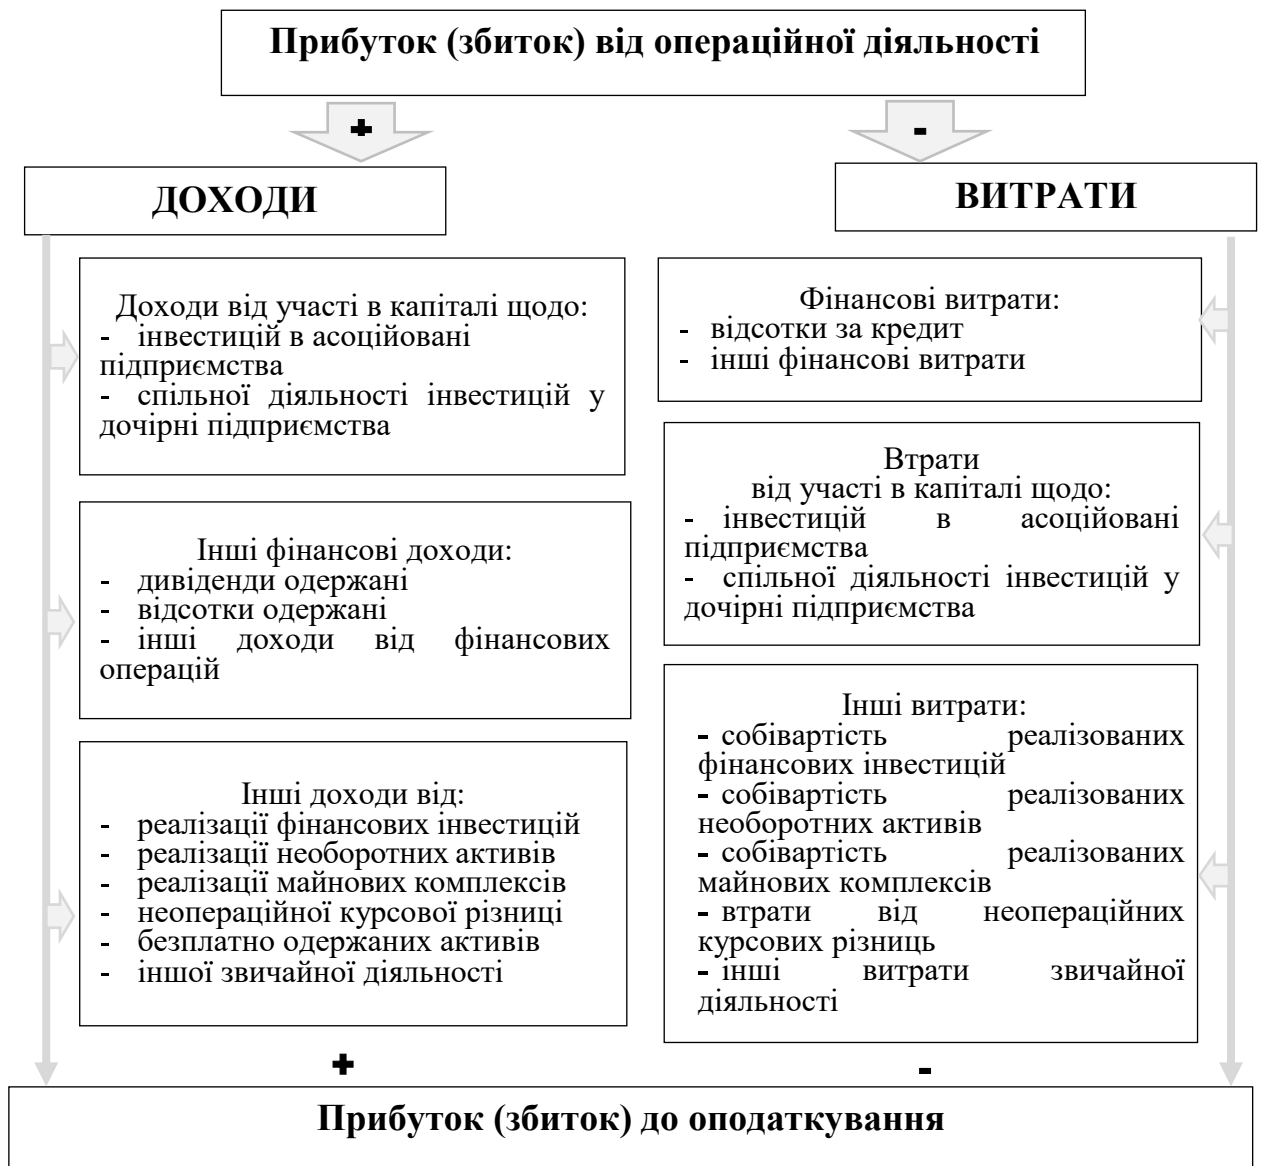 Прибуток (збиток) від операційної діяльності
+
-
ДОХОДИ
ВИТРАТИ
Доходи від участі в капіталі щодо:
- інвестицій в асоційовані
підприємства
- спільної діяльності інвестицій у
дочірні підприємства
Інші фінансові доходи:
- дивіденди одержані
- відсотки одержані
- інші доходи від фінансових
операцій
Інші доходи від:
- реалізації фінансових інвестицій
- реалізації необоротних активів
- реалізації майнових комплексів
- неопераційної курсової різниці
- безплатно одержаних активів
- іншої звичайної діяльності
Фінансові витрати:
- відсотки за кредит
- інші фінансові витрати
Втрати
від участі в капіталі щодо:
- інвестицій в асоційовані
підприємства
- спільної діяльності інвестицій у
дочірні підприємства
Інші витрати:
- собівартість реалізованих
фінансових інвестицій
- собівартість реалізованих
необоротних активів
- собівартість реалізованих
майнових комплексів
- втрати від неопераційних
курсових різниць
- інші витрати звичайної
діяльності
+
-
Прибуток (збиток) до оподаткування